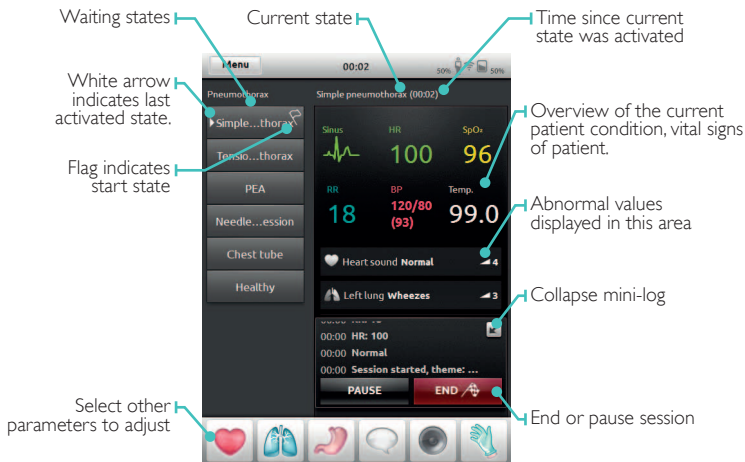 Waiting states
Current state
Time since current
state was activated
White arrow
indicates last
activated state.
Flag indicates
start state
Overview of the current
patient condition, vital signs
of patient.
Abnormal values
displayed in this area
Collapse mini-log
Select other
parameters to adjust
End or pause session
Menu
00:02
50%
50%
Pneumothorax
Simple pneumothorax (00:02)
Simple...thorax
Tensio...thorax
PEA
Needle...ession
Chest tube
Healthy
Sinus
HR
SpO₂
100
96
RR
BP
Temp.
18
120/80
(93)
99.0
Heart sound Normal
4
Left lung Wheezes
3
00:00 HR: 100
00:00 Normal
00:00 Session started, theme: ...
PAUSE
END